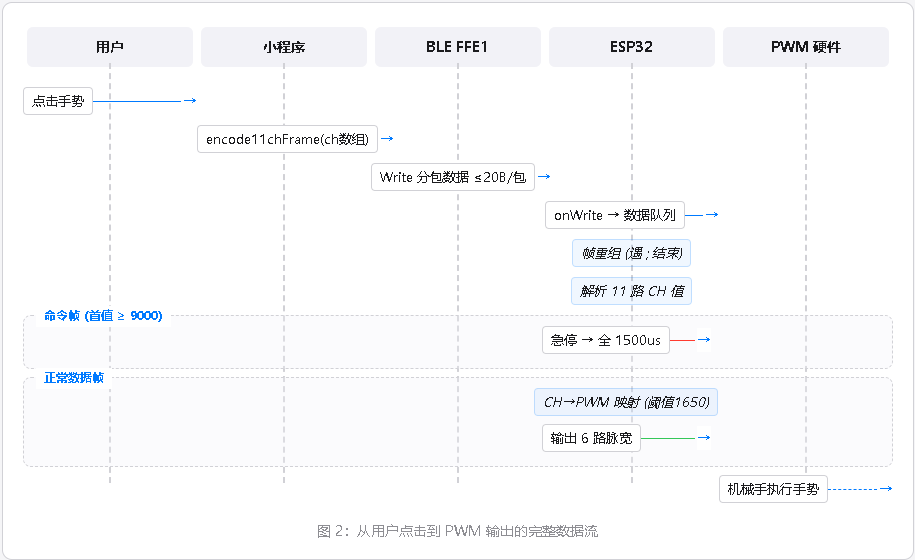 用户 小程序 BLE FFE1 ESP32 PWM 硬件
点击手势 →
encode11chFrame(ch数组) →
Write 分包数据 ≤20B/包 →
onWrite → 数据队列 →
帧重组 (遇 ; 结束)
解析 11 路 CH 值
命令帧 (首值 ≥ 9000)
急停 → 全 1500us →
正常数据帧
CH→PWM 映射 (阈值1650)
输出 6 路脉宽 →
机械手执行手势 →
图 2：从用户点击到 PWM 输出的完整数据流